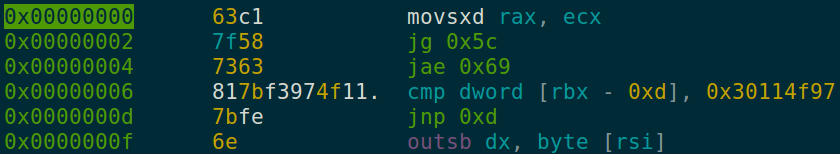 0x00000000 63c1 movsxd rax, ecx
0x00000002 7f58 jg 0x5c
0x00000004 7363 jae 0x69
0x00000006 817bf3974f11. cmp dword [rbx - 0xd], 0x30114f97
0x0000000d 7bfe jnp 0xd
0x0000000f 6e outsb dx, byte [rsi]